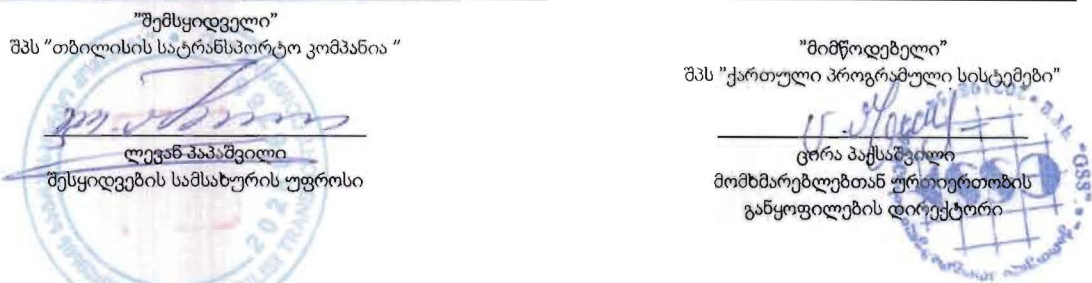 "შემსყიდველი"
შპს "თბილისის სატრანსპორტო კომპანია "
ლევან პაპაშვილი
შესყიდვების სამსახურის უფროსი
"მიმწოდებელი"
შპს "ქართული პროგრამული სისტემები"
ცირა პაქსაშვილი
მომხმარებლებთან ურთიერთობის
განყოფილების დირექტორი